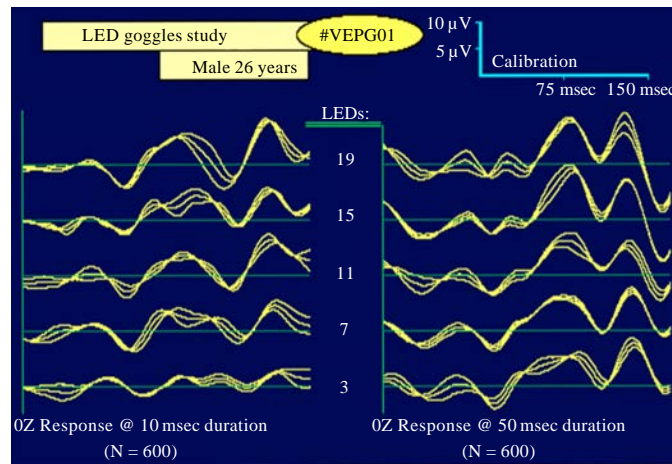 LED goggles study
#VEPG01
Male 26 years
10 µV
5 µV
Calibration
75 msec
150 msec
LEDs:
19
15
11
7
3
0Z Response @ 10 msec duration
(N = 600)
0Z Response @ 50 msec duration
(N = 600)